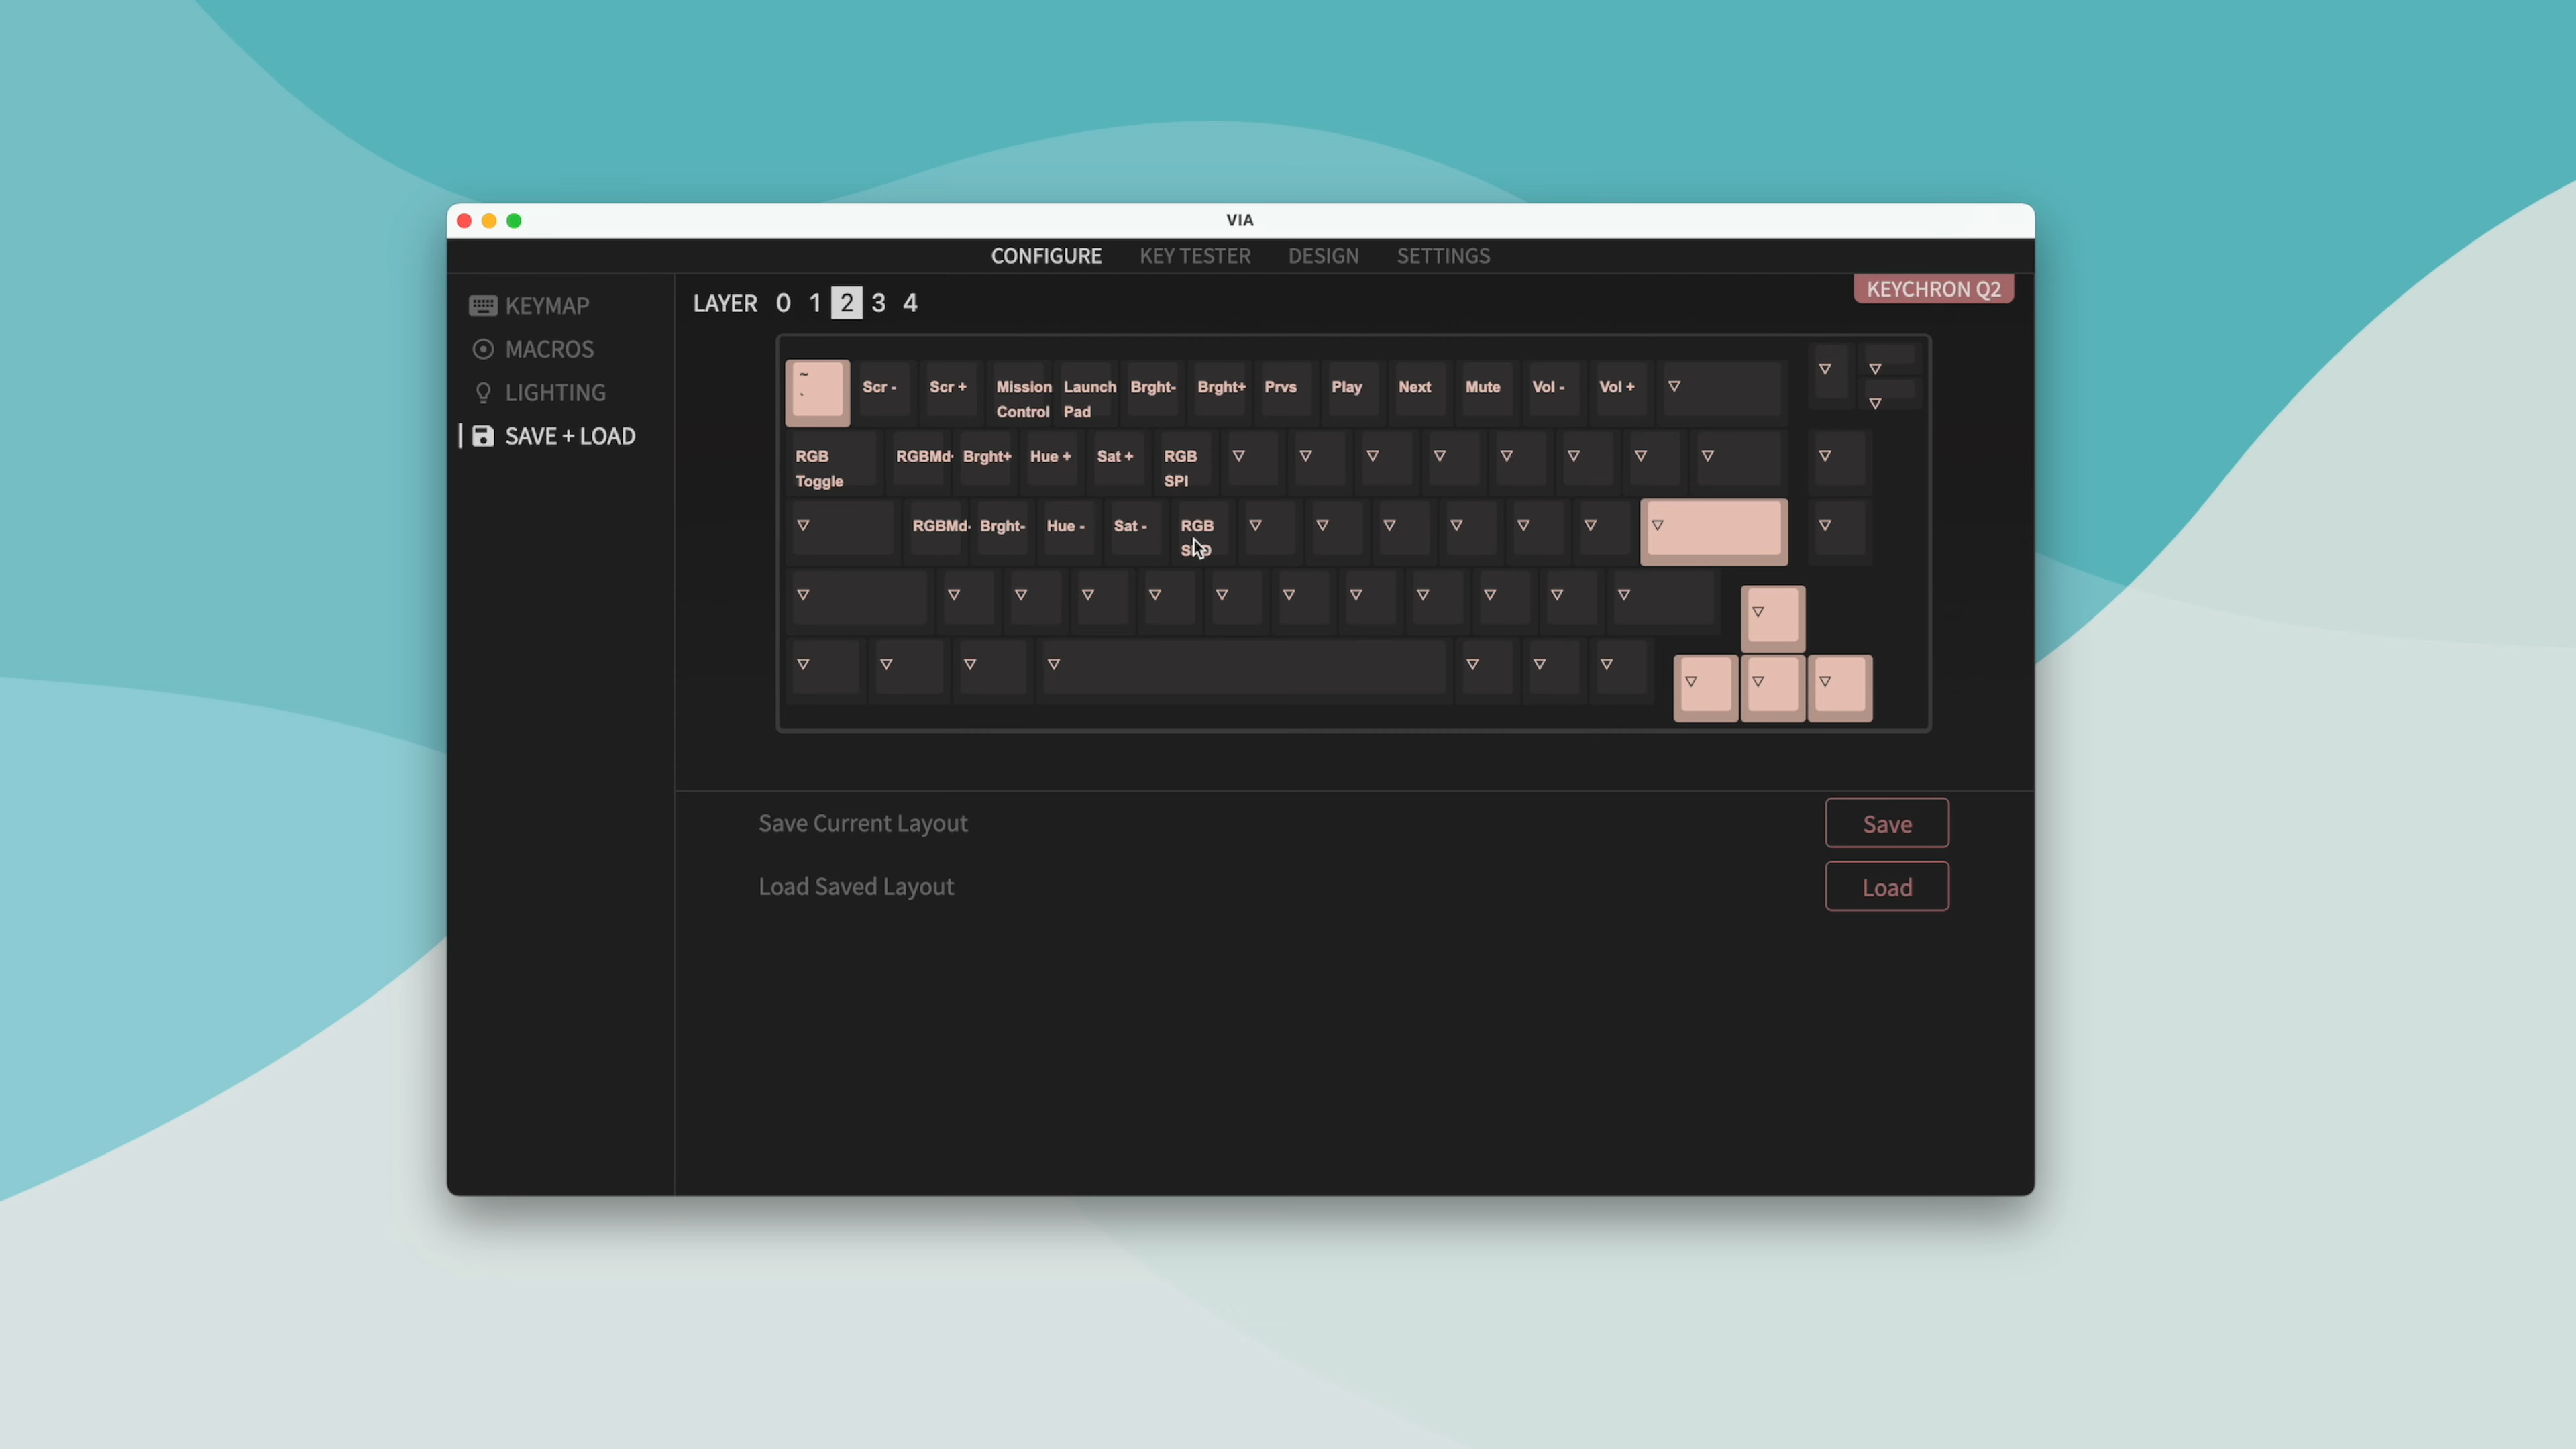 VIA
CONFIGURE KEY TESTER DESIGN SETTINGS
KEYMAP
MACROS
LIGHTING
SAVE + LOAD
LAYER 0 1 2 3 4
KEYCHRON Q2
~
`
Scr -
Scr +
Mission
Control
Launch
Pad
Brght-
Brght+
Prvs
Play
Next
Mute
Vol -
Vol +
▽
▽
▽
▽
RGB
Toggle
RGBMd-
Brght+
Hue +
Sat +
RGB
SPI
▽ ▽ ▽ ▽ ▽ ▽ ▽ ▽ ▽
▽
RGBMd-
Brght-
Hue -
Sat -
RGB
▽ ▽ ▽ ▽ ▽ ▽ ▽ ▽
▽ ▽ ▽ ▽ ▽ ▽ ▽ ▽ ▽ ▽ ▽ ▽ ▽
▽ ▽ ▽ ▽ ▽ ▽ ▽ ▽ ▽ ▽
Save Current Layout
Save
Load Saved Layout
Load